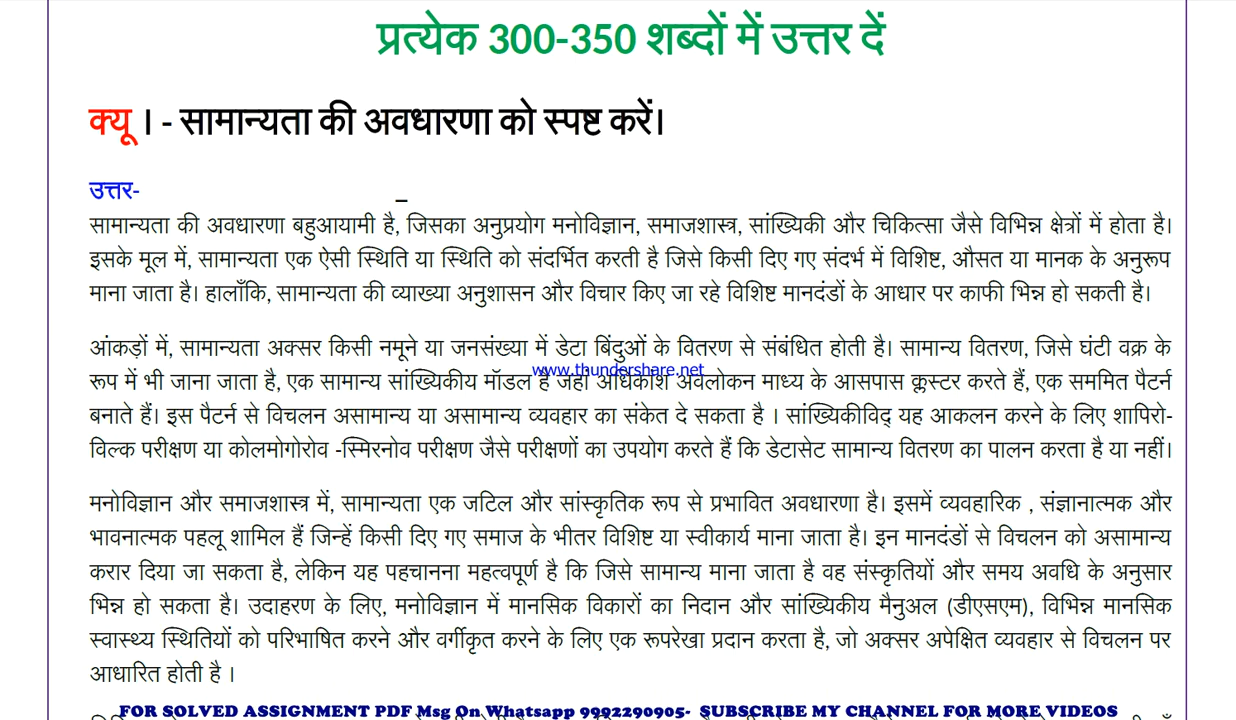 प्रत्येक 300-350 शब्दों में उत्तर दें
क्यू । - सामान्यता की अवधारणा को स्पष्ट करें।
उत्तर-
सामान्यता की अवधारणा बहुआयामी है, जिसका अनुप्रयोग मनोविज्ञान, समाजशास्त्र, सांख्यिकी और चिकित्सा जैसे विभिन्न क्षेत्रों में होता है।
इसके मूल में, सामान्यता एक ऐसी स्थिति या स्थिति को संदर्भित करती है जिसे किसी दिए गए संदर्भ में विशिष्ट, औसत या मानक के अनुरूप
माना जाता है। हालाँकि, सामान्यता की व्याख्या अनुशासन और विचार किए जा रहे विशिष्ट मानदंडों के आधार पर काफी भिन्न हो सकती है।
आंकड़ों में, सामान्यता अक्सर किसी नमूने या जनसंख्या में डेटा बिंदुओं के वितरण से संबंधित होती है। सामान्य वितरण, जिसे घंटी वक्र के
www.thundershare.net
रूप में भी जाना जाता है, एक सामान्य सांख्यिकीय मॉडल है जहां अधिकांश अवलोकन माध्य के आसपास क्लस्टर करते हैं, एक सममित पैटर्न
बनाते हैं। इस पैटर्न से विचलन असामान्य या असामान्य व्यवहार का संकेत दे सकता है । सांख्यिकीविद् यह आकलन करने के लिए शापिरो-
विल्क परीक्षण या कोलमोगोरोव -स्मिरनोव परीक्षण जैसे परीक्षणों का उपयोग करते हैं कि डेटासेट सामान्य वितरण का पालन करता है या नहीं।
मनोविज्ञान और समाजशास्त्र में, सामान्यता एक जटिल और सांस्कृतिक रूप से प्रभावित अवधारणा है। इसमें व्यवहारिक , संज्ञानात्मक और
भावनात्मक पहलू शामिल हैं जिन्हें किसी दिए गए समाज के भीतर विशिष्ट या स्वीकार्य माना जाता है। इन मानदंडों से विचलन को असामान्य
करार दिया जा सकता है, लेकिन यह पहचानना महत्वपूर्ण है कि जिसे सामान्य माना जाता है वह संस्कृतियों और समय अवधि के अनुसार
भिन्न हो सकता है। उदाहरण के लिए, मनोविज्ञान में मानसिक विकारों का निदान और सांख्यिकीय मैनुअल (डीएसएम), विभिन्न मानसिक
स्वास्थ्य स्थितियों को परिभाषित करने और वर्गीकृत करने के लिए एक रूपरेखा प्रदान करता है, जो अक्सर अपेक्षित व्यवहार से विचलन पर
आधारित होती है ।
FOR SOLVED ASSIGNMENT PDF Msg On Whatsapp 9992290905- SUBSCRIBE MY CHANNEL FOR MORE VIDEOS